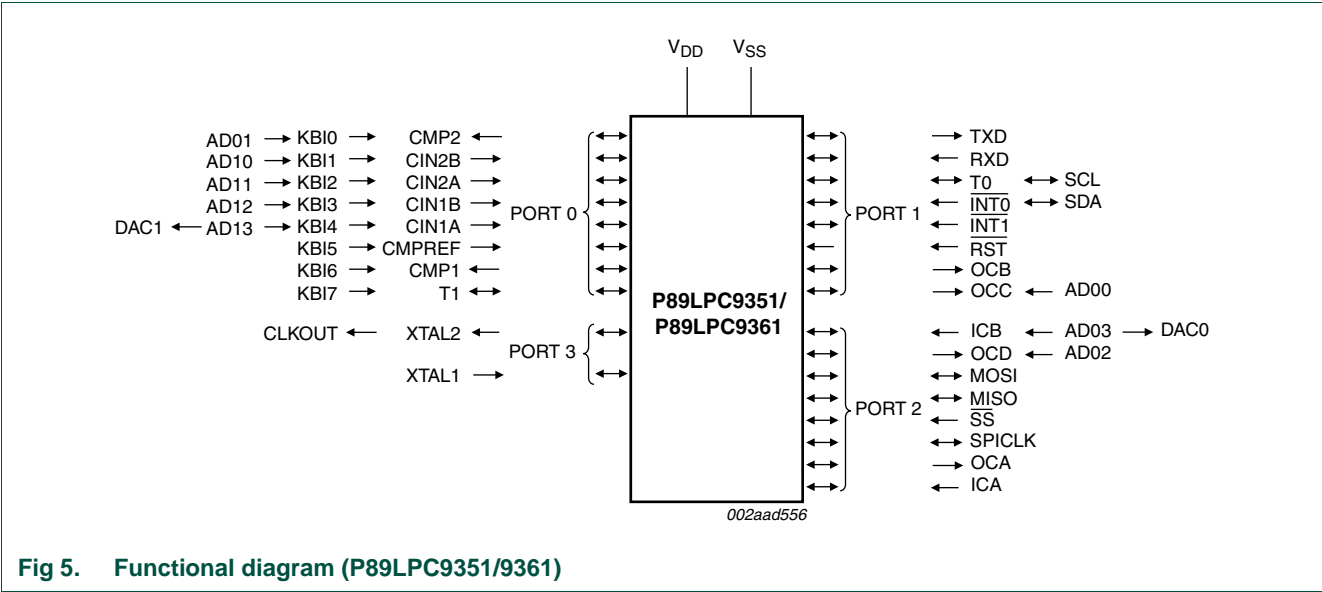 VDD VSS
AD01 KBI0 CMP2 TXD
AD10 KBI1 CIN2B RXD
AD11 KBI2 CIN2A T0 SCL
AD12 KBI3 CIN1B PORT 0 PORT 1 INT0 SDA
DAC1 AD13 KBI4 CIN1A INT1
KBI5 CMPREF RST
KBI6 CMP1 OCB
KBI7 T1 OCC AD00
P89LPC9351/
P89LPC9361
CLKOUT XTAL2 ICB AD03 DAC0
PORT 3 OCD AD02
XTAL1 MOSI
PORT 2 MISO
SS
SPICLK
OCA
ICA
002aad556
Fig 5. Functional diagram (P89LPC9351/9361)